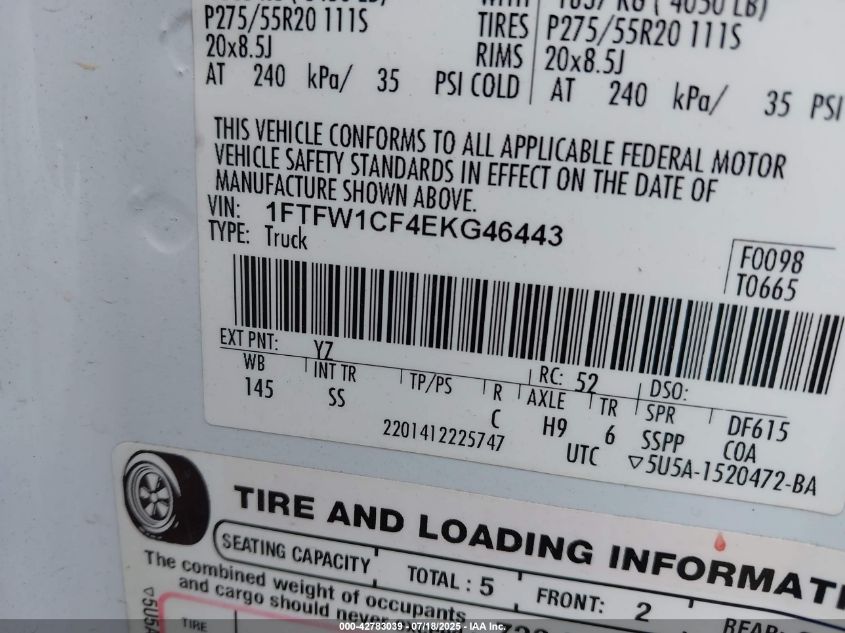 P275/55R20 111S TIRES P275/55R20 111S
20x8.5J RIMS 20x8.5J
AT 240 kPa/ 35 PSI COLD AT 240 kPa/ 35 PSI
THIS VEHICLE CONFORMS TO ALL APPLICABLE FEDERAL MOTOR
VEHICLE SAFETY STANDARDS IN EFFECT ON THE DATE OF
MANUFACTURE SHOWN ABOVE.
VIN: 1FTFW1CF4EKG46443
TYPE: Truck
F0098
T0665
EXT PNT: YZ RC: 52 DSO:
WB INT TR TP/PS R AXLE TR SPR DF615
145 SS C H9 6 SSPP COA
2201412225747 UTC ▽5U5A-1520472-BA
TIRE AND LOADING INFORMATI
SEATING CAPACITY TOTAL : 5 FRONT: 2 REAR:
The combined weight of occupants
and cargo should never
TIRE
000-42783039 - 07/18/2025 - IAA Inc.